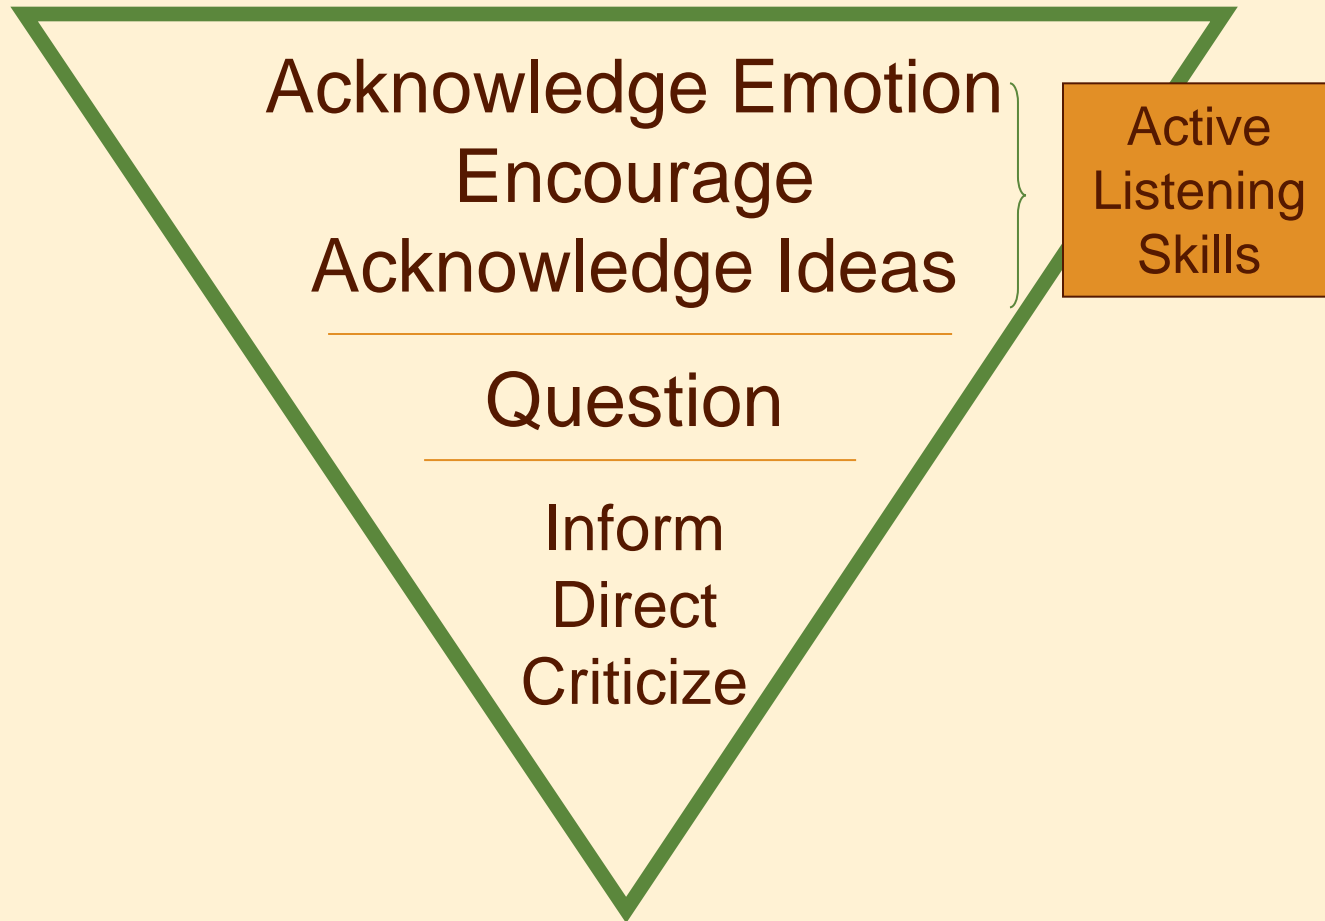 Acknowledge Emotion
Encourage
Acknowledge Ideas
Active
Listening
Skills
Question
Inform
Direct
Criticize